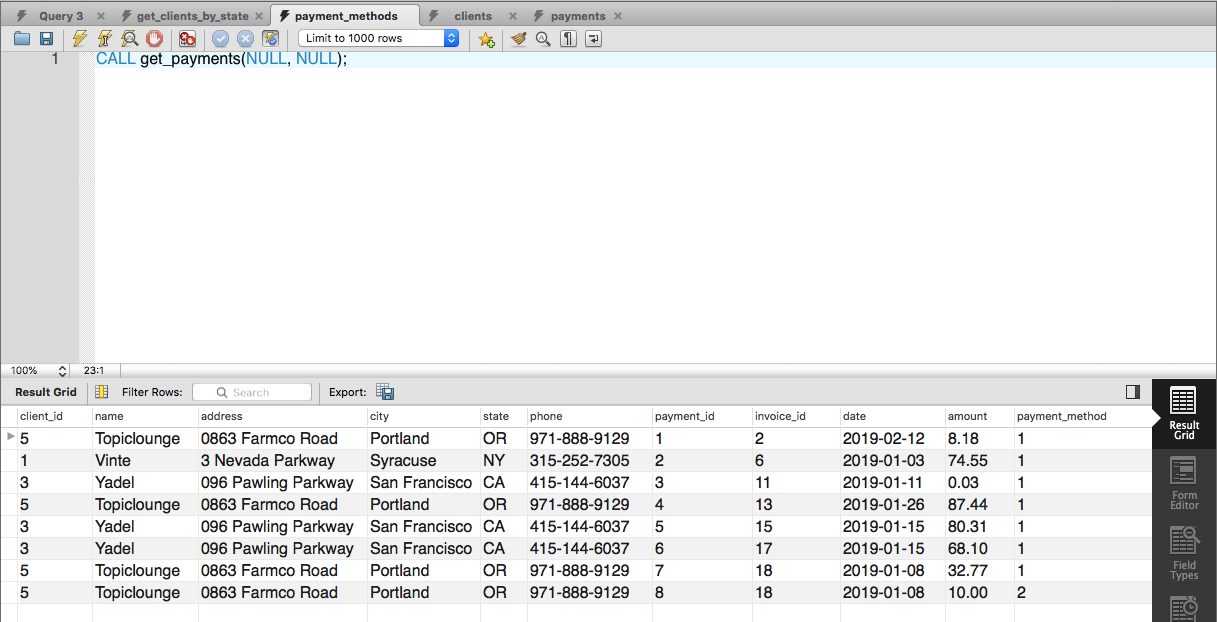 Query 3 get_clients_by_state payment_methods clients payments
Limit to 1000 rows
1 CALL get_payments(NULL, NULL);
100% 23:1
Result Grid Filter Rows: Search Export:
client_id name address city state phone payment_id invoice_id date amount payment_method
5 Topiclounge 0863 Farmco Road Portland OR 971-888-9129 1 2 2019-02-12 8.18 1
1 Vinte 3 Nevada Parkway Syracuse NY 315-252-7305 2 6 2019-01-03 74.55 1
3 Yadel 096 Pawling Parkway San Francisco CA 415-144-6037 3 11 2019-01-11 0.03 1
5 Topiclounge 0863 Farmco Road Portland OR 971-888-9129 4 13 2019-01-26 87.44 1
3 Yadel 096 Pawling Parkway San Francisco CA 415-144-6037 5 15 2019-01-15 80.31 1
3 Yadel 096 Pawling Parkway San Francisco CA 415-144-6037 6 17 2019-01-15 68.10 1
5 Topiclounge 0863 Farmco Road Portland OR 971-888-9129 7 18 2019-01-08 32.77 1
5 Topiclounge 0863 Farmco Road Portland OR 971-888-9129 8 18 2019-01-08 10.00 2
Result
Grid
Form
Editor
Field
Types